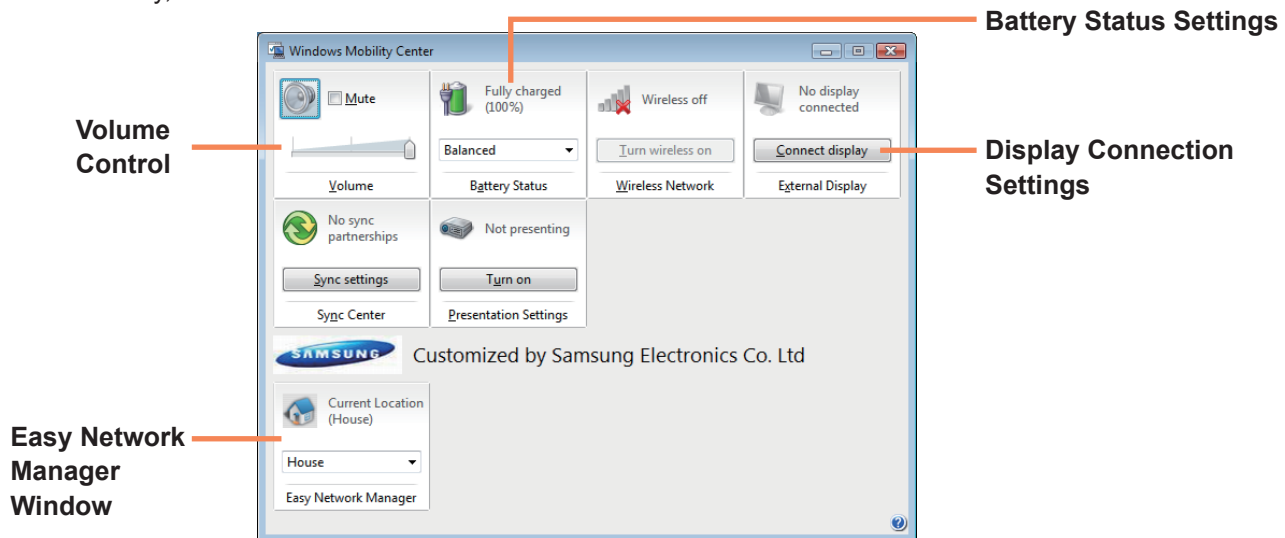 Battery Status Settings
Windows Mobility Center
Mute
Fully charged
(100%)
Wireless off
No display
connected
Volume
Control
Balanced
Turn wireless on
Connect display
Display Connection
Settings
Volume
Battery Status
Wireless Network
External Display
No sync
partnerships
Not presenting
Sync settings
Turn on
Sync Center
Presentation Settings
SAMSUNG
Customized by Samsung Electronics Co. Ltd
Current Location
(House)
Easy Network
Manager
Window
House
Easy Network Manager